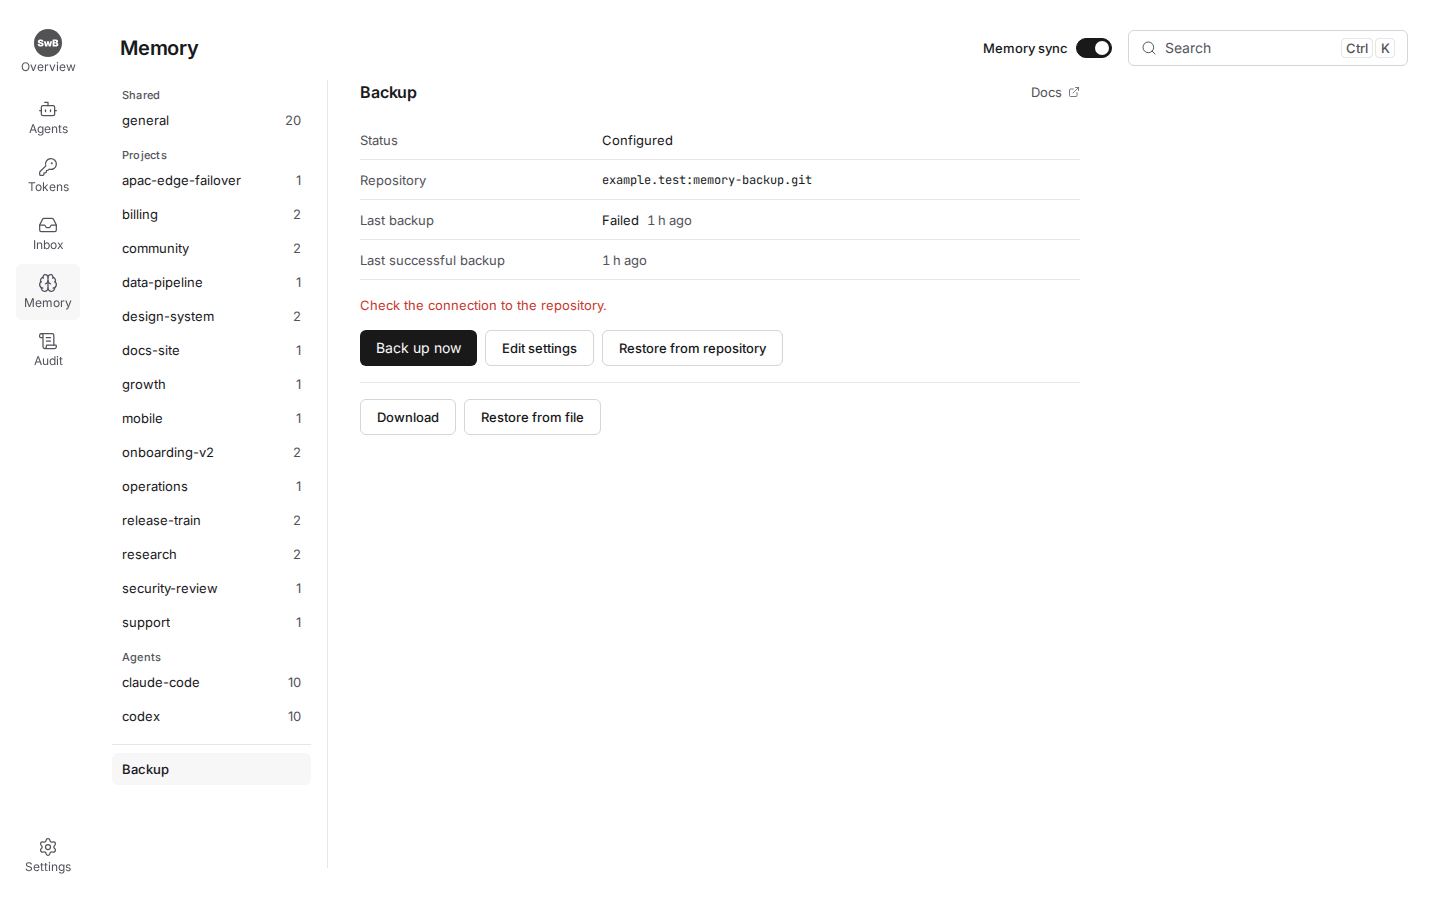 SwB
Overview
Agents
Tokens
Inbox
Memory
Audit
Settings
Memory
Memory sync
Search
Ctrl K
Shared
general 20
Projects
apac-edge-failover 1
billing 2
community 2
data-pipeline 1
design-system 2
docs-site 1
growth 1
mobile 1
onboarding-v2 2
operations 1
release-train 2
research 2
security-review 1
support 1
Agents
claude-code 10
codex 10
Backup
Backup
Docs
Status Configured
Repository example.test:memory-backup.git
Last backup Failed 1 h ago
Last successful backup 1 h ago
Check the connection to the repository.
Back up now Edit settings Restore from repository
Download Restore from file